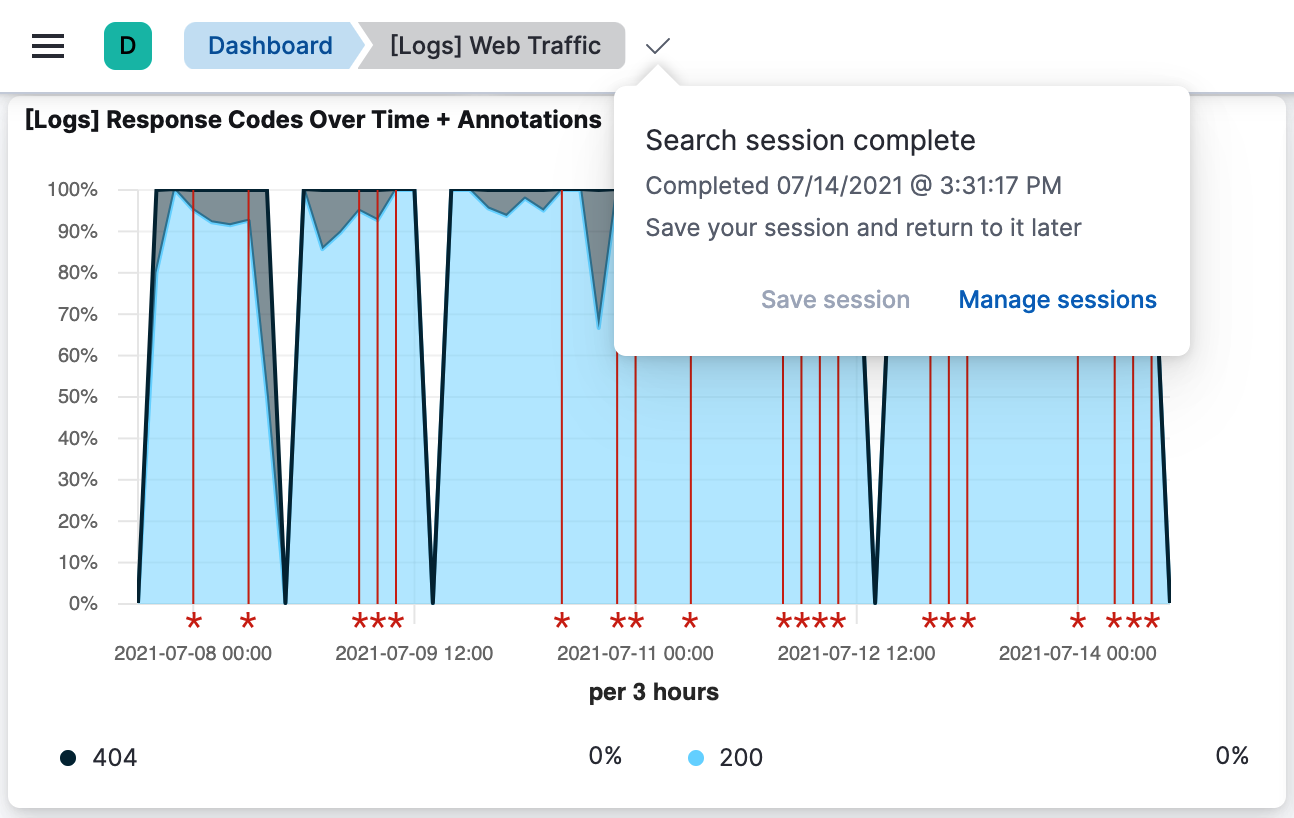 D
Dashboard
[Logs] Web Traffic
[Logs] Response Codes Over Time + Annotations
Search session complete
Completed 07/14/2021 @ 3:31:17 PM
Save your session and return to it later
Save session
Manage sessions
100%
90%
80%
70%
60%
50%
40%
30%
20%
10%
0%
* * *** * ** * **** *** * ***
2021-07-08 00:00
2021-07-09 12:00
2021-07-11 00:00
2021-07-12 12:00
2021-07-14 00:00
per 3 hours
404
0%
200
0%